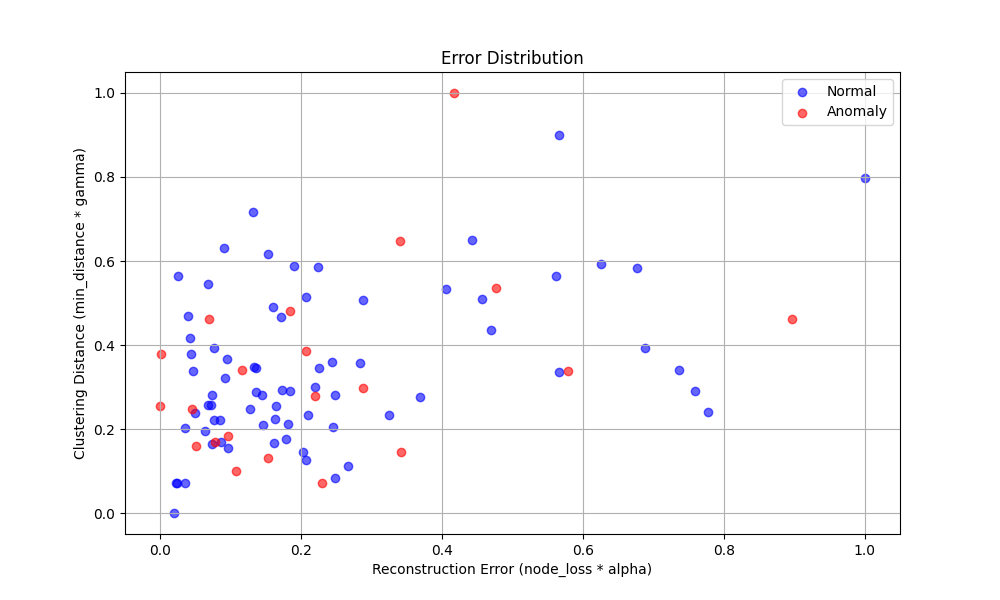 Error Distribution
Normal
Anomaly
1.0
0.8
0.6
0.4
0.2
0.0
Clustering Distance (min_distance * gamma)
0.0 0.2 0.4 0.6 0.8 1.0
Reconstruction Error (node_loss * alpha)